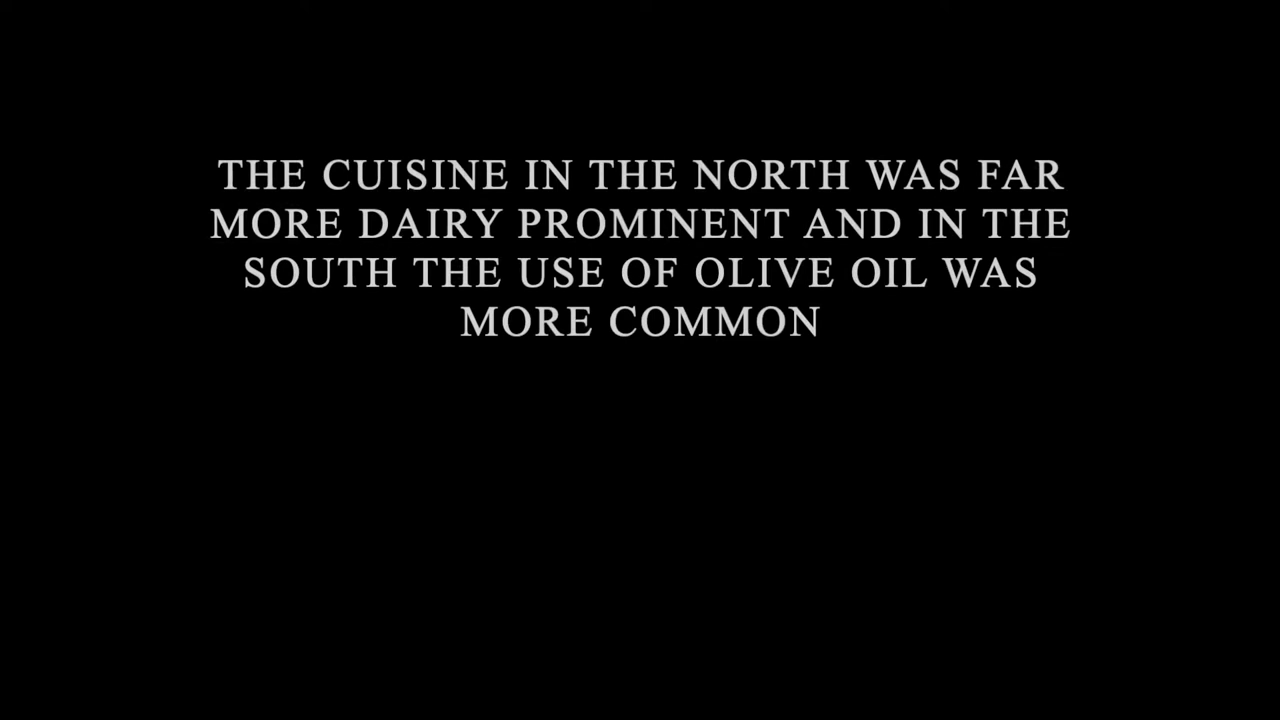 THE CUISINE IN THE NORTH WAS FAR
MORE DAIRY PROMINENT AND IN THE
SOUTH THE USE OF OLIVE OIL WAS
MORE COMMON